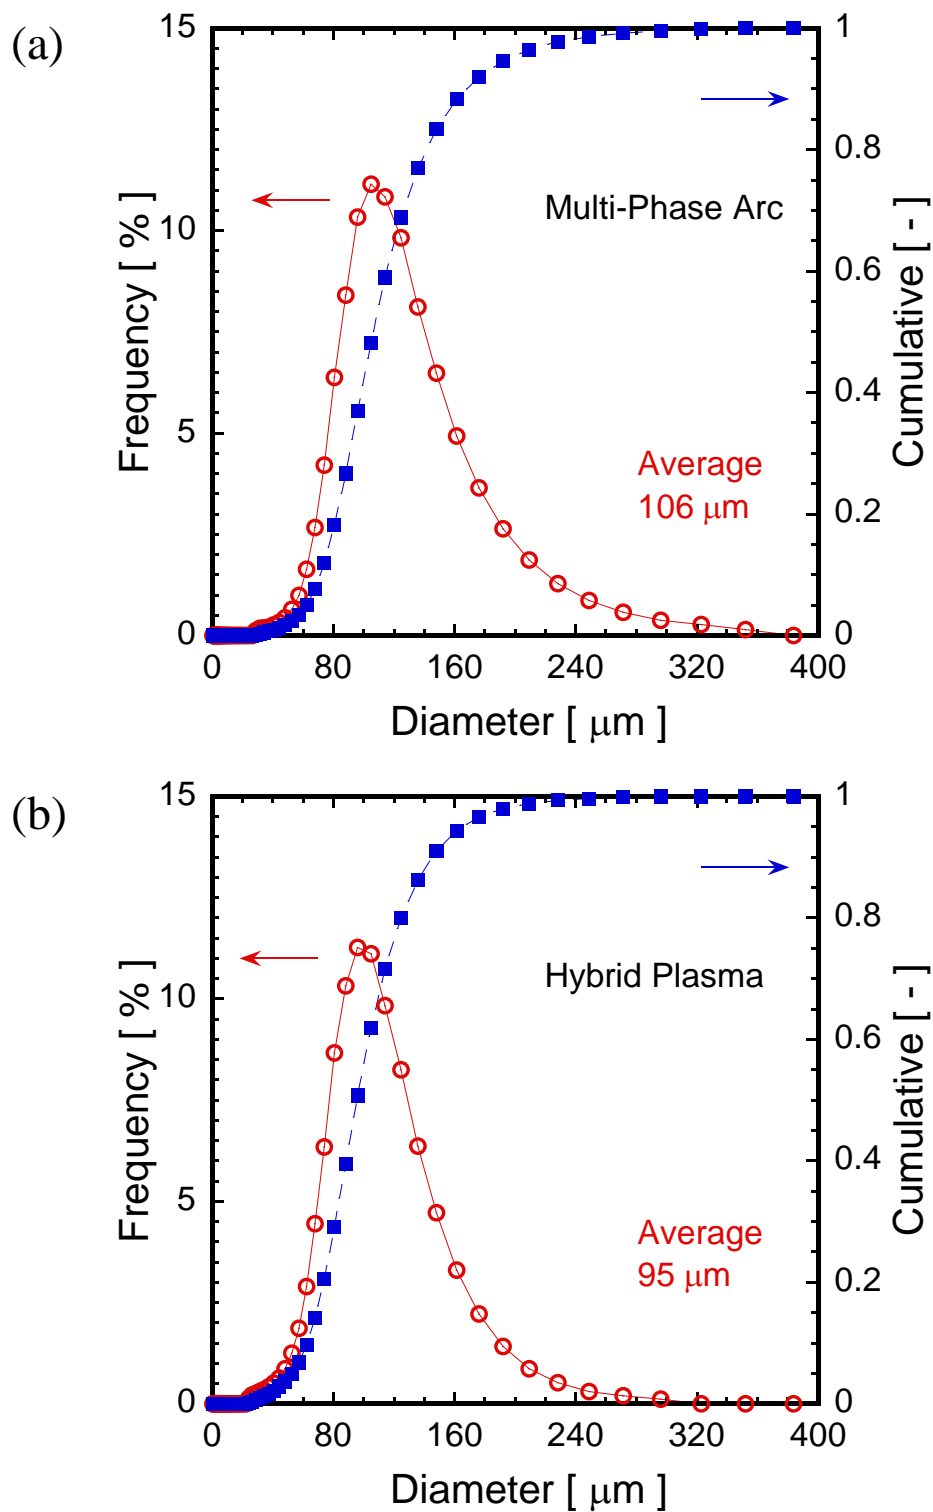 (a)
15
10
5
0
Frequency [ % ]
1
0.8
0.6
0.4
0.2
0
Cumulative [ - ]
Multi-Phase Arc
Average
106 μm
0 80 160 240 320 400
Diameter [ μm ]
(b)
15
10
5
0
Frequency [ % ]
1
0.8
0.6
0.4
0.2
0
Cumulative [ - ]
Hybrid Plasma
Average
95 μm
0 80 160 240 320 400
Diameter [ μm ]